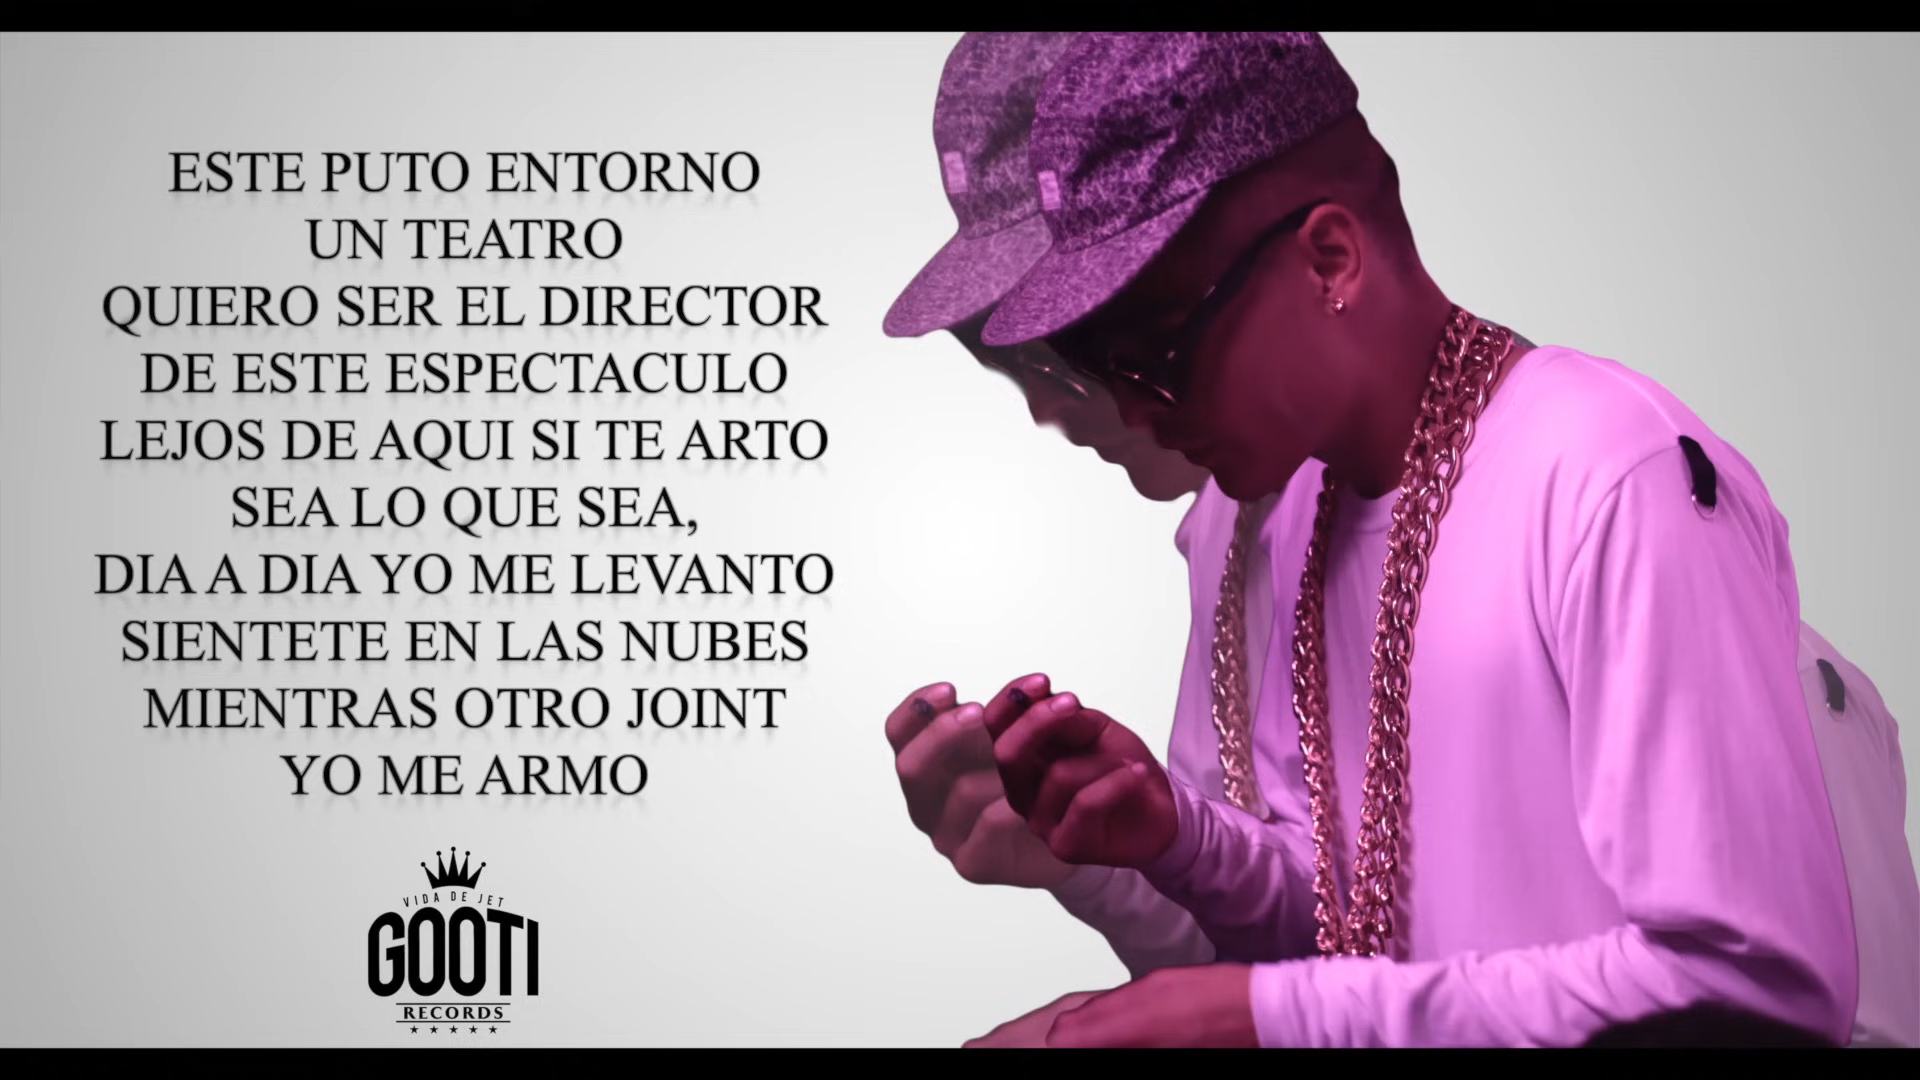 ESTE PUTO ENTORNO
UN TEATRO
QUIERO SER EL DIRECTOR
DE ESTE ESPECTACULO
LEJOS DE AQUI SI TE ARTO
SEA LO QUE SEA,
DIA A DIA YO ME LEVANTO
SIENTETE EN LAS NUBES
MIENTRAS OTRO JOINT
YO ME ARMO
VIDA DE JET
GOOTI
RECORDS